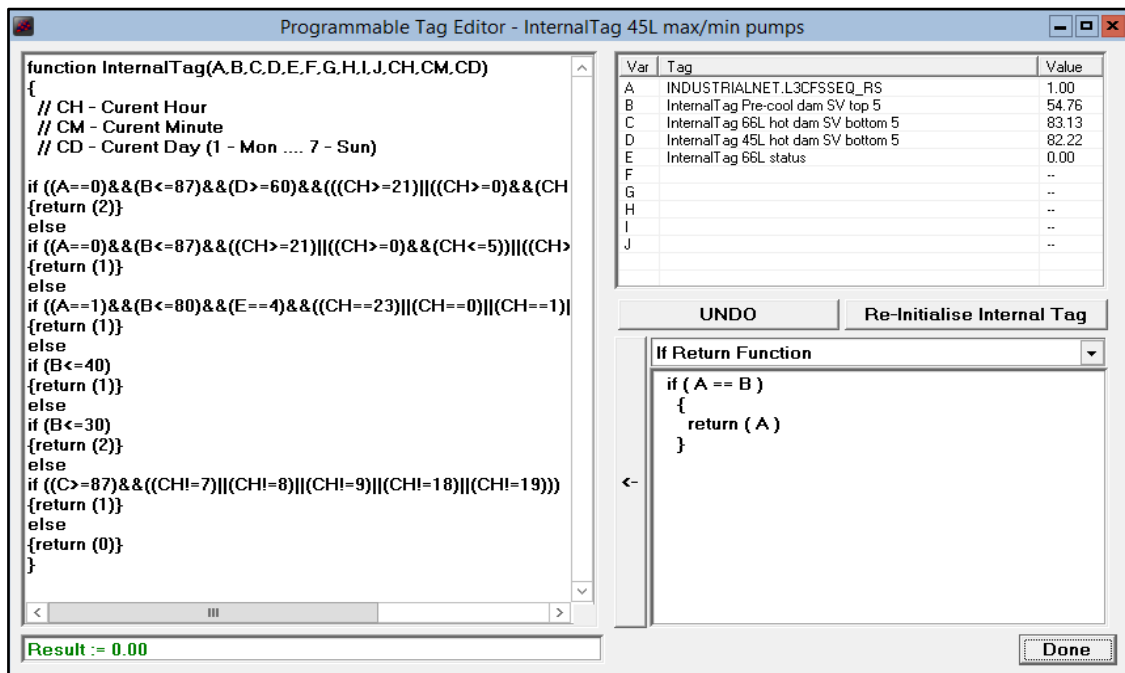 Programmable Tag Editor - InternalTag 45L max/min pumps
function InternalTag(A,B,C,D,E,F,G,H,I,J,CH,CM,CD)
{
// CH - Curent Hour
// CM - Curent Minute
// CD - Curent Day (1 - Mon .... 7 - Sun)
if ((A==0)&&(B<=87)&&(D>=60)&&(((CH>=21)||((CH>=0)&&(CH
{return (2)}
else
if ((A==0)&&(B<=87)&&((CH>=21)||((CH>=0)&&(CH<=5))||((CH>
{return (1)}
else
if ((A==1)&&(B<=80)&&(E==4)&&((CH==23)||(CH==0)||(CH==1)|
{return (1)}
else
if (B<=40)
{return (1)}
else
if (B<=30)
{return (2)}
else
if ((C>=87)&&((CH!=7)||(CH!=8)||(CH!=9)||(CH!=18)||(CH!=19)))
{return (1)}
else
{return (0)}
}
Result := 0.00
Var Tag Value
A INDUSTRIALNET.L3CFSSEQ_RS 1.00
B InternalTag Pre-cool dam SV top 5 54.76
C InternalTag 66L hot dam SV bottom 5 83.13
D InternalTag 45L hot dam SV bottom 5 82.22
E InternalTag 66L status 0.00
F --
G --
H --
I --
J --
UNDO Re-Initialise Internal Tag
If Return Function
<-
if ( A == B )
{
return ( A )
}
Done